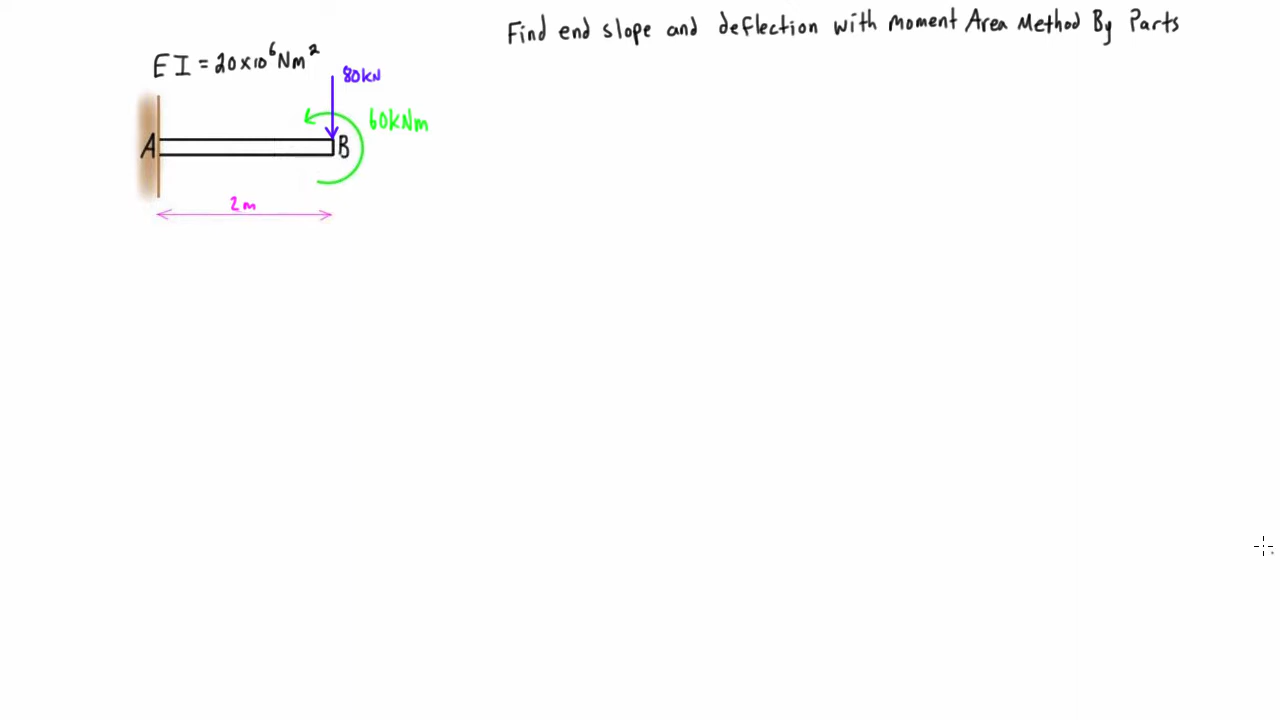 Find end slope and deflection with Moment Area Method By Parts
EI = 20x10⁶Nm²
80kN
60kNm
A
B
2m